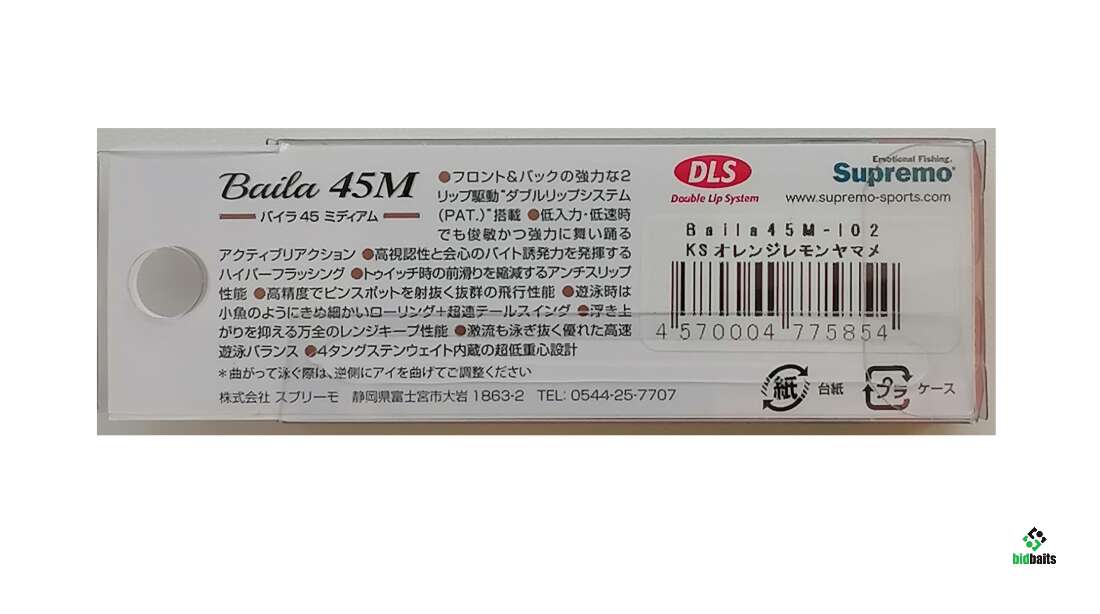 Baila 45M
バイラ 45 ミディアム
●フロント&バックの強力な2
リップ駆動"ダブルリップシステム
(PAT.)"搭載 ●低入力・低速時
でも俊敏かつ強力に舞い踊る
アクティブリアクション ●高視認性と会心のバイト誘発力を発揮する
ハイパーフラッシング ●トゥイッチ時の前滑りを縮減するアンチスリップ
性能 ●高精度でピンスポットを射抜く抜群の飛行性能 ●遊泳時は
小魚のようにきめ細かいローリング+超速テールスイング ●浮き上
がりを抑える万全のレンジキープ性能 ●激流も泳ぎ抜く優れた高速
遊泳バランス ●4タングステンウェイト内蔵の超低重心設計
*曲がって泳ぐ際は、逆側にアイを曲げてご調整ください
株式会社 スプリーモ 静岡県富士宮市大岩 1863-2 TEL: 0544-25-7707
DLS
Double Lip System
Emotional Fishing.
Supremo
www.supremo-sports.com
Baila45M-I02
KSオレンジレモンヤマメ
4 570004 775854
紙 台紙
プラ ケース
bidbaits